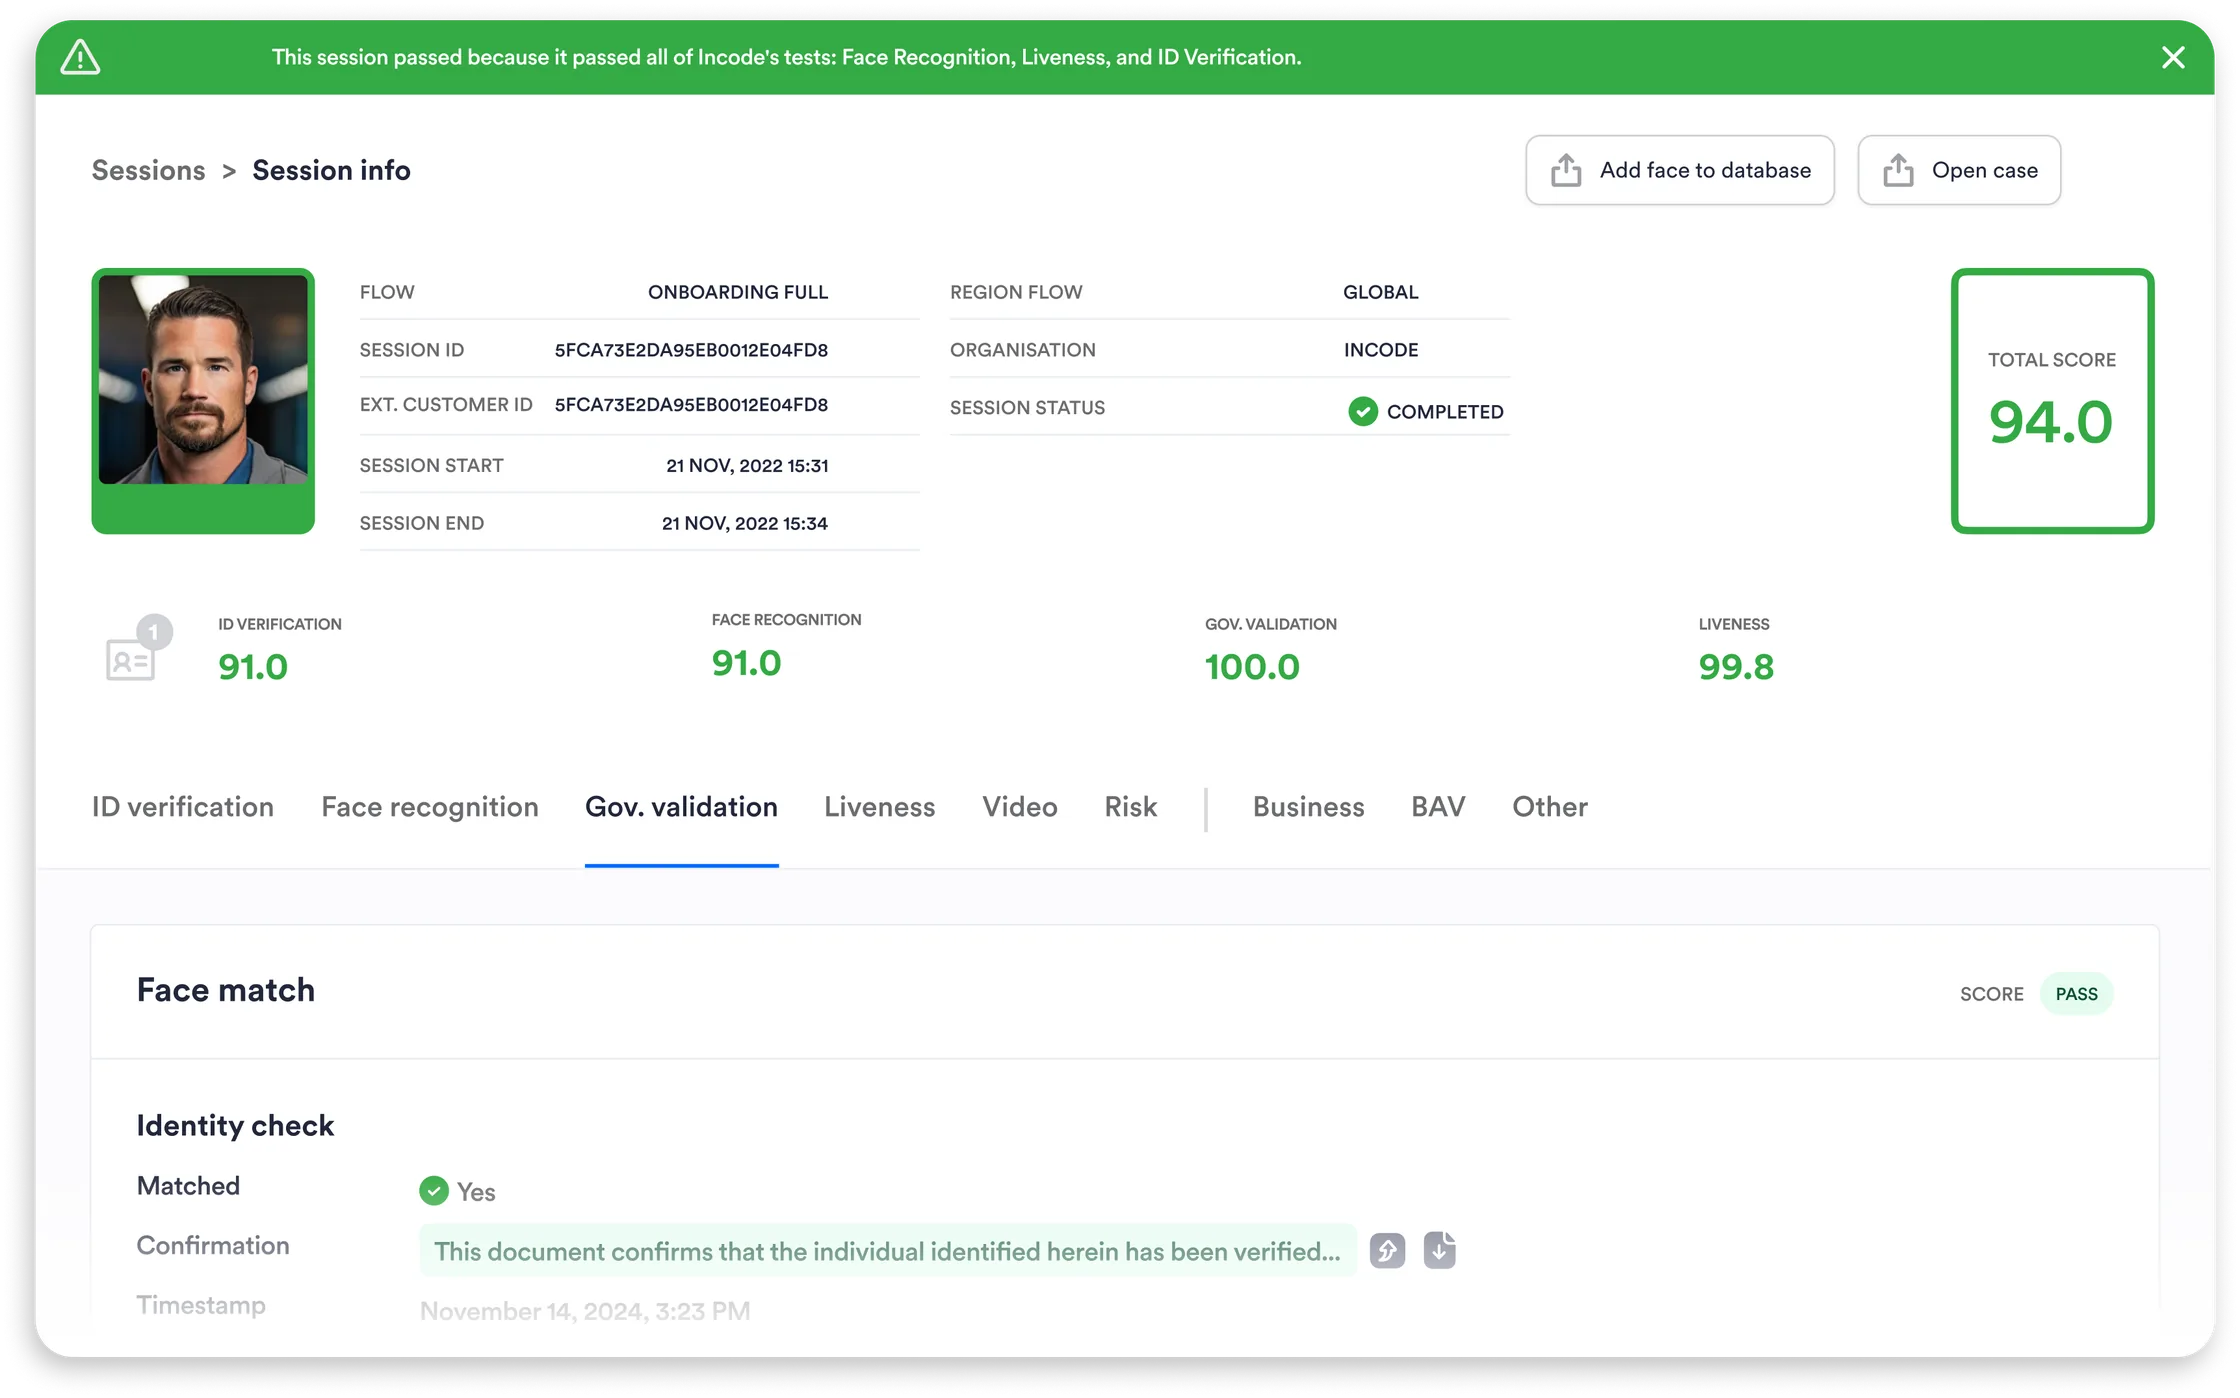 This session passed because it passed all of Incode's tests: Face Recognition, Liveness, and ID Verification.
Sessions > Session info
Add face to database
Open case
FLOW ONBOARDING FULL
SESSION ID 5FCA73E2DA95EB0012E04FD8
EXT. CUSTOMER ID 5FCA73E2DA95EB0012E04FD8
SESSION START 21 NOV, 2022 15:31
SESSION END 21 NOV, 2022 15:34
REGION FLOW GLOBAL
ORGANISATION INCODE
SESSION STATUS COMPLETED
TOTAL SCORE
94.0
1
ID VERIFICATION
91.0
FACE RECOGNITION
91.0
GOV. VALIDATION
100.0
LIVENESS
99.8
ID verification Face recognition Gov. validation Liveness Video Risk Business BAV Other
Face match
SCORE PASS
Identity check
Matched Yes
Confirmation This document confirms that the individual identified herein has been verified...
Timestamp November 14, 2024, 3:23 PM